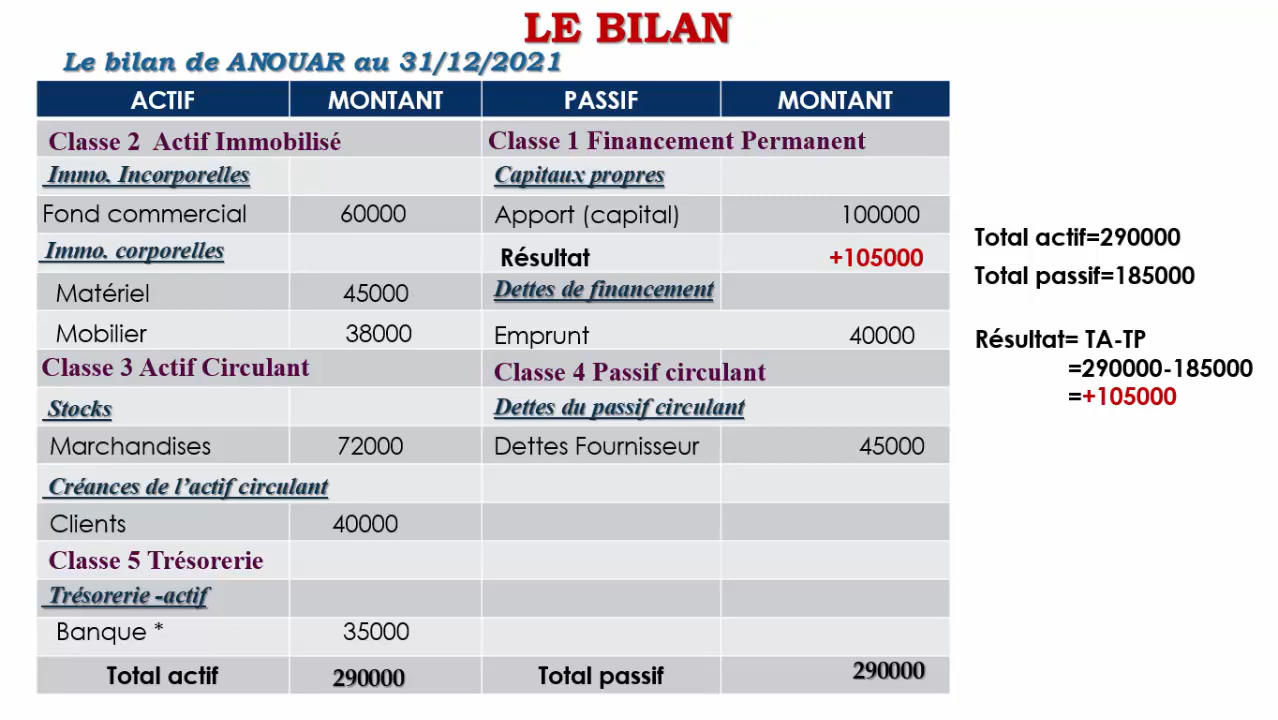 LE BILAN
Le bilan de ANOUAR au 31/12/2021
ACTIF MONTANT PASSIF MONTANT
Classe 2 Actif Immobilisé Classe 1 Financement Permanent
Immo. Incorporelles Capitaux propres
Fond commercial 60000 Apport (capital) 100000
Immo. corporelles Résultat +105000
Matériel 45000 Dettes de financement
Mobilier 38000 Emprunt 40000
Classe 3 Actif Circulant Classe 4 Passif circulant
Stocks Dettes du passif circulant
Marchandises 72000 Dettes Fournisseur 45000
Créances de l’actif circulant
Clients 40000
Classe 5 Trésorerie
Trésorerie -actif
Banque * 35000
Total actif 290000 Total passif 290000
Total actif=290000
Total passif=185000
Résultat= TA-TP
=290000-185000
=+105000